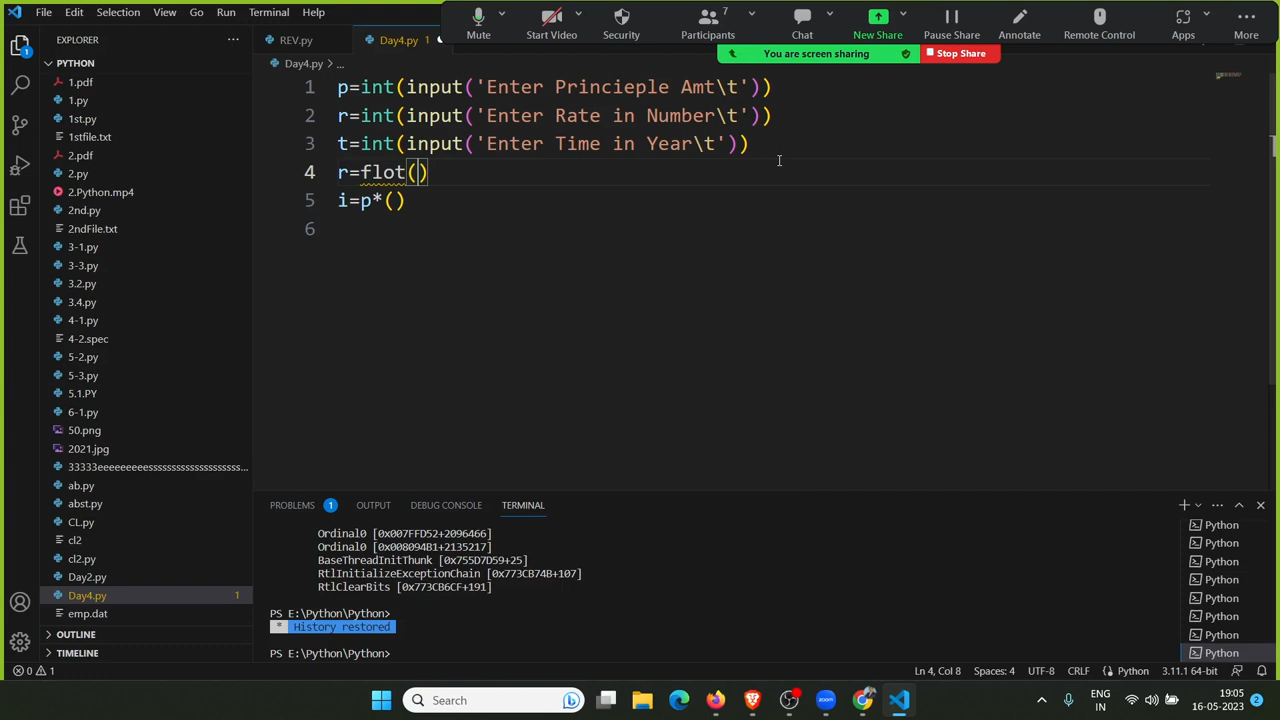 File Edit Selection View Go Run Terminal Help
Mute
Start Video
Security
7
Participants
Chat
New Share
Pause Share
Annotate
Remote Control
Apps
More
You are screen sharing
Stop Share
EXPLORER
REV.py
Day4.py 1
PYTHON
Day4.py > ...
1.pdf
1.py
1st.py
1stfile.txt
2.pdf
2.py
2.Python.mp4
2nd.py
2ndFile.txt
3-1.py
3-3.py
3.2.py
3.4.py
4-1.py
4-2.spec
5-2.py
5-3.py
5.1.PY
6-1.py
50.png
2021.jpg
ab.py
abst.py
CL.py
cl2
cl2.py
Day2.py
Day4.py 1
emp.dat
OUTLINE
TIMELINE
1 p=int(input('Enter Princieple Amt\t'))
2 r=int(input('Enter Rate in Number\t'))
3 t=int(input('Enter Time in Year\t'))
4 r=flot()
5 i=p*()
6
PROBLEMS 1 OUTPUT DEBUG CONSOLE TERMINAL
Ordinal0 [0x007FFD52+2096466]
Ordinal0 [0x008094B1+2135217]
BaseThreadInitThunk [0x755D7D59+25]
RtlInitializeExceptionChain [0x773CB74B+107]
RtlClearBits [0x773CB6CF+191]
PS E:\Python\Python>
* History restored
PS E:\Python\Python>
Python
Python
Python
Python
Python
Python
Python
Python
0 1
Ln 4, Col 8 Spaces: 4 UTF-8 CRLF Python 3.11.1 64-bit
Search
zoom
ENG
IN
19:05
16-05-2023
2